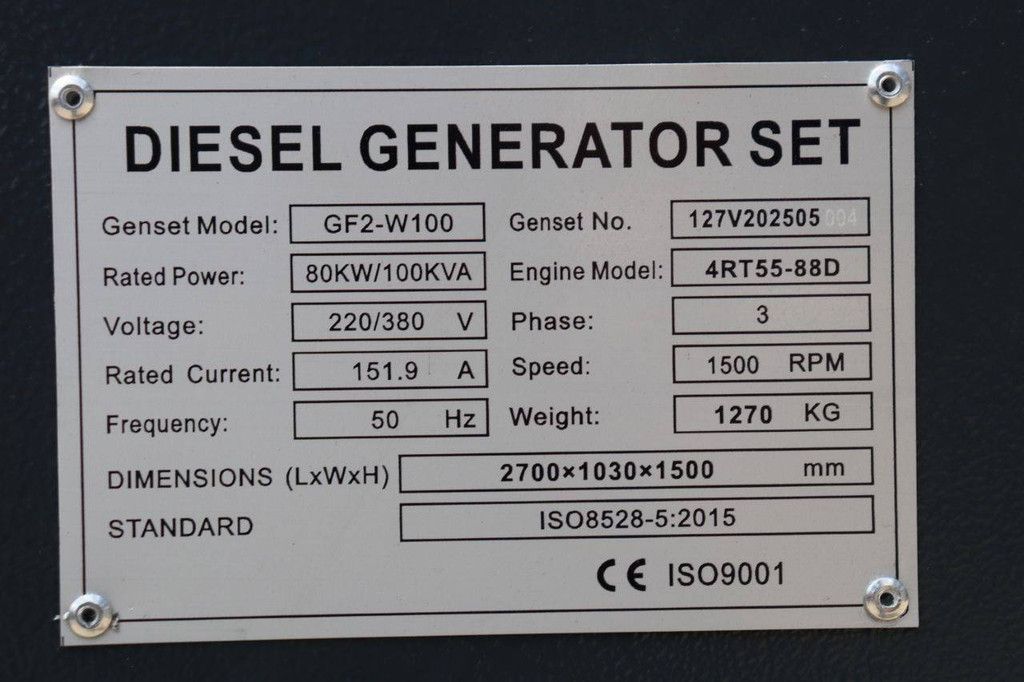 DIESEL GENERATOR SET
Genset Model: GF2-W100 Genset No. 127V202505004
Rated Power: 80KW/100KVA Engine Model: 4RT55-88D
Voltage: 220/380 V Phase: 3
Rated Current: 151.9 A Speed: 1500 RPM
Frequency: 50 Hz Weight: 1270 KG
DIMENSIONS (LxWxH) 2700×1030×1500 mm
STANDARD ISO8528-5:2015
CE ISO9001